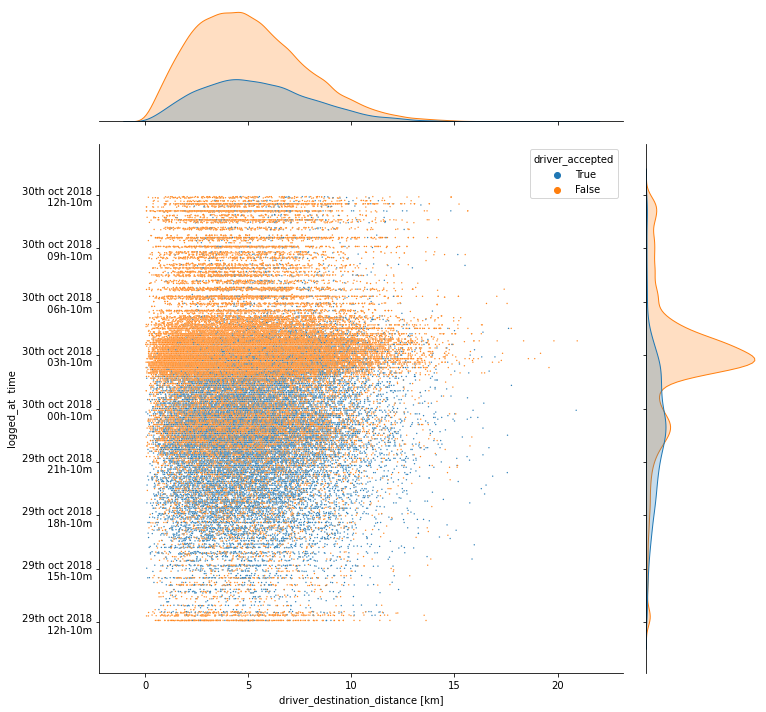 driver_accepted
True
False
30th oct 2018
12h-10m
30th oct 2018
09h-10m
30th oct 2018
06h-10m
30th oct 2018
03h-10m
30th oct 2018
00h-10m
29th oct 2018
21h-10m
29th oct 2018
18h-10m
29th oct 2018
15h-10m
29th oct 2018
12h-10m
logged_at time
0
5
10
15
20
driver_destination_distance [km]